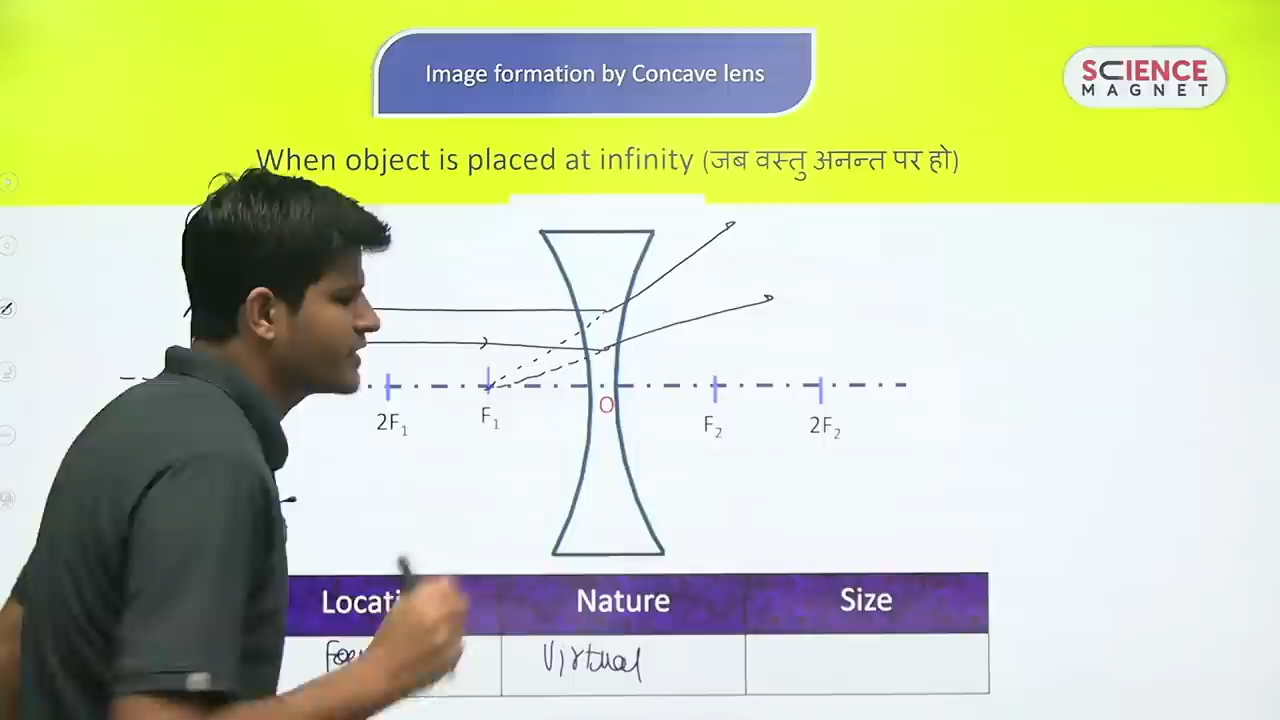 Image formation by Concave lens
SCIENCE
MAGNET
When object is placed at infinity (जब वस्तु अनन्त पर हो)
O
2F₁
F₁
F₂
2F₂
Nature
Size
Virtual